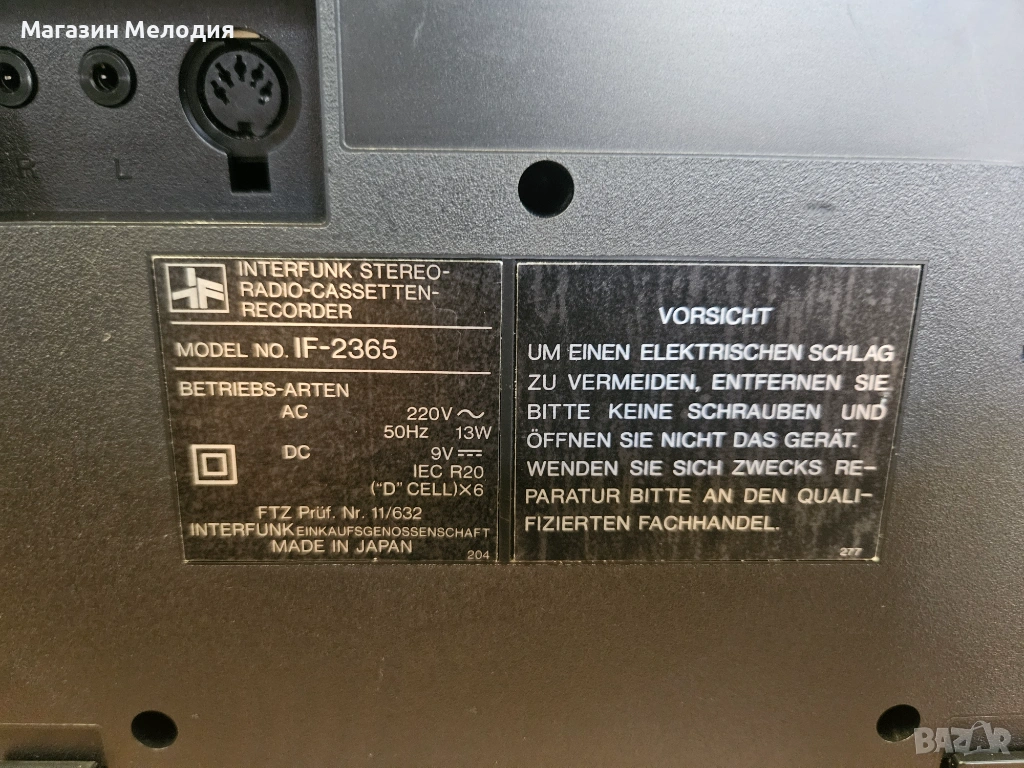 Магазин Мелодия
R L
INTERFUNK STEREO-
RADIO-CASSETTEN-
RECORDER
MODEL NO. IF-2365
BETRIEBS-ARTEN
AC 220V ~
50Hz 13W
DC 9V
IEC R20
("D" CELL)×6
FTZ Prüf. Nr. 11/632
INTERFUNK EINKAUFSGENOSSENSCHAFT
MADE IN JAPAN 204
VORSICHT
UM EINEN ELEKTRISCHEN SCHLAG
ZU VERMEIDEN, ENTFERNEN SIE
BITTE KEINE SCHRAUBEN UND
ÖFFNEN SIE NICHT DAS GERÄT.
WENDEN SIE SICH ZWECKS RE-
PARATUR BITTE AN DEN QUALI-
FIZIERTEN FACHHANDEL.
277
BAZAR